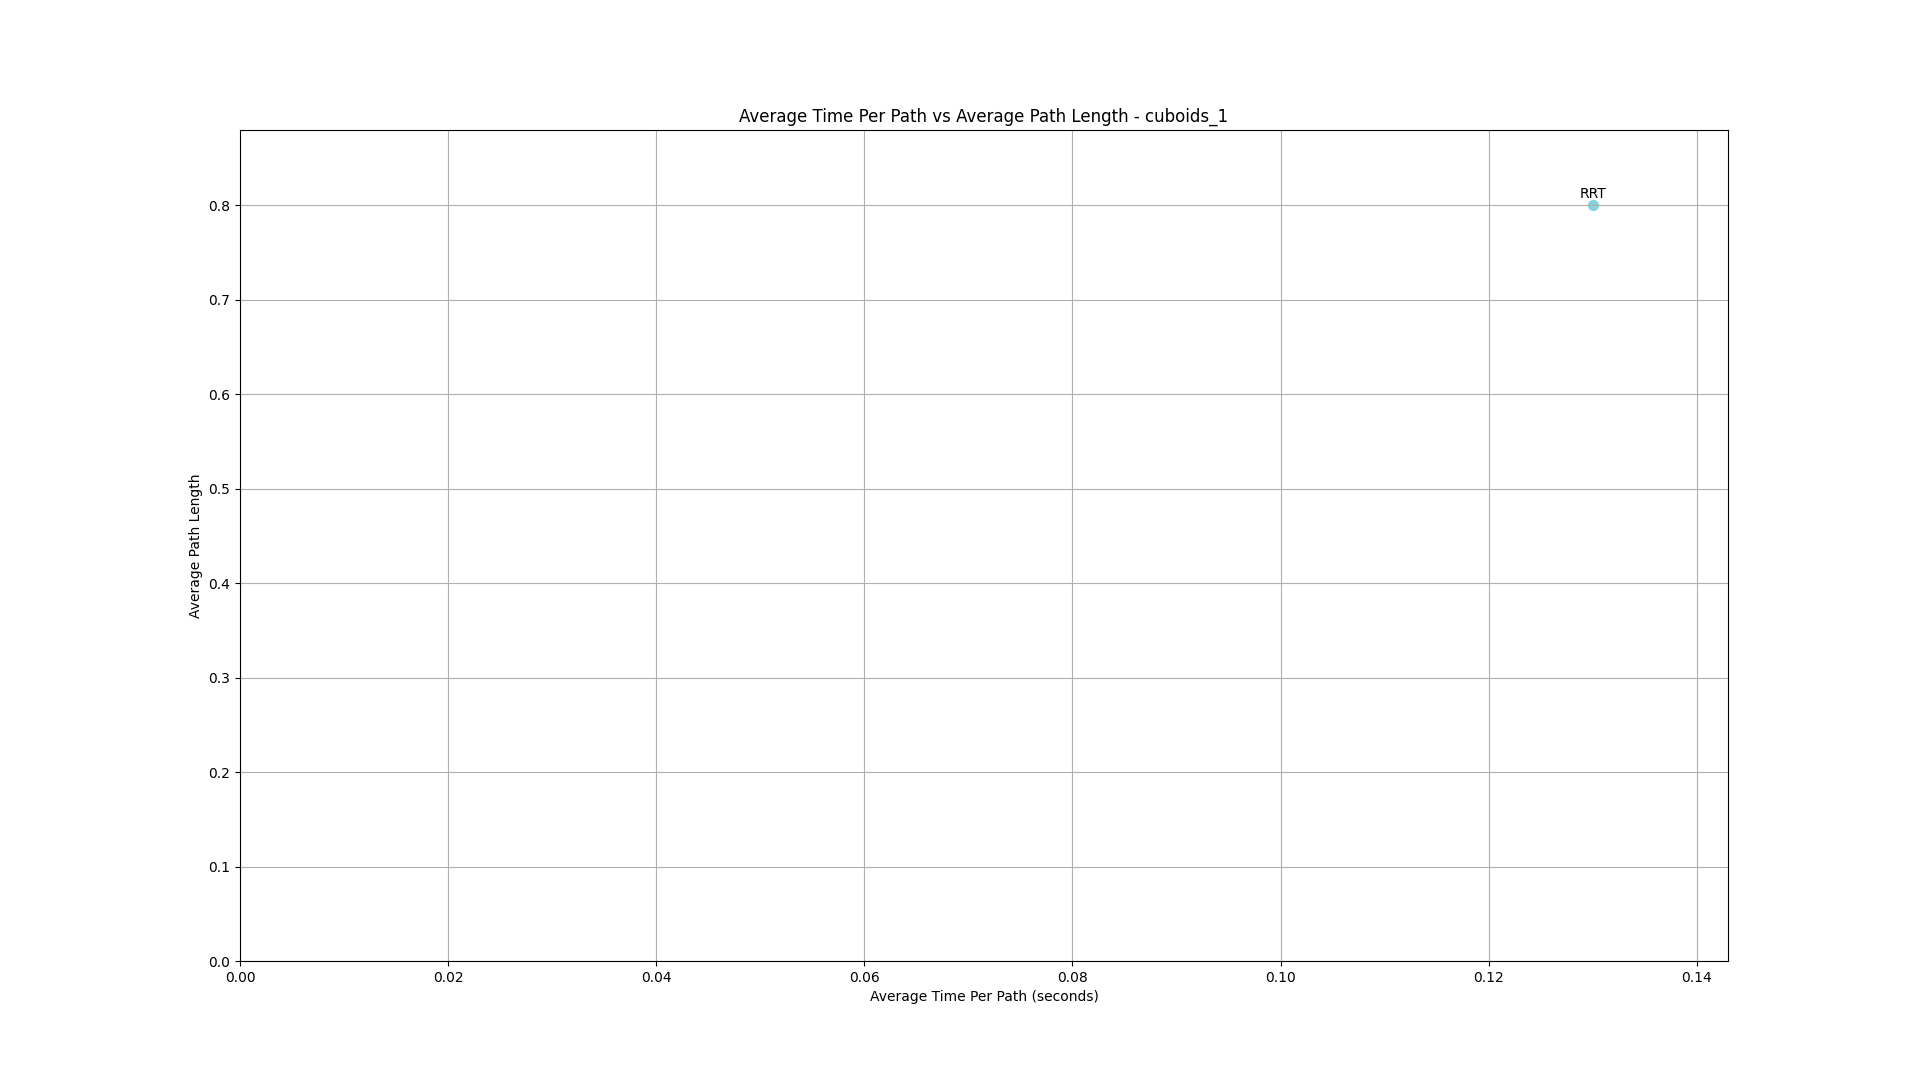 Average Time Per Path vs Average Path Length - cuboids_1
RRT
0.8
0.7
0.6
0.5
0.4
0.3
0.2
0.1
0.0
Average Path Length
0.00 0.02 0.04 0.06 0.08 0.10 0.12 0.14
Average Time Per Path (seconds)